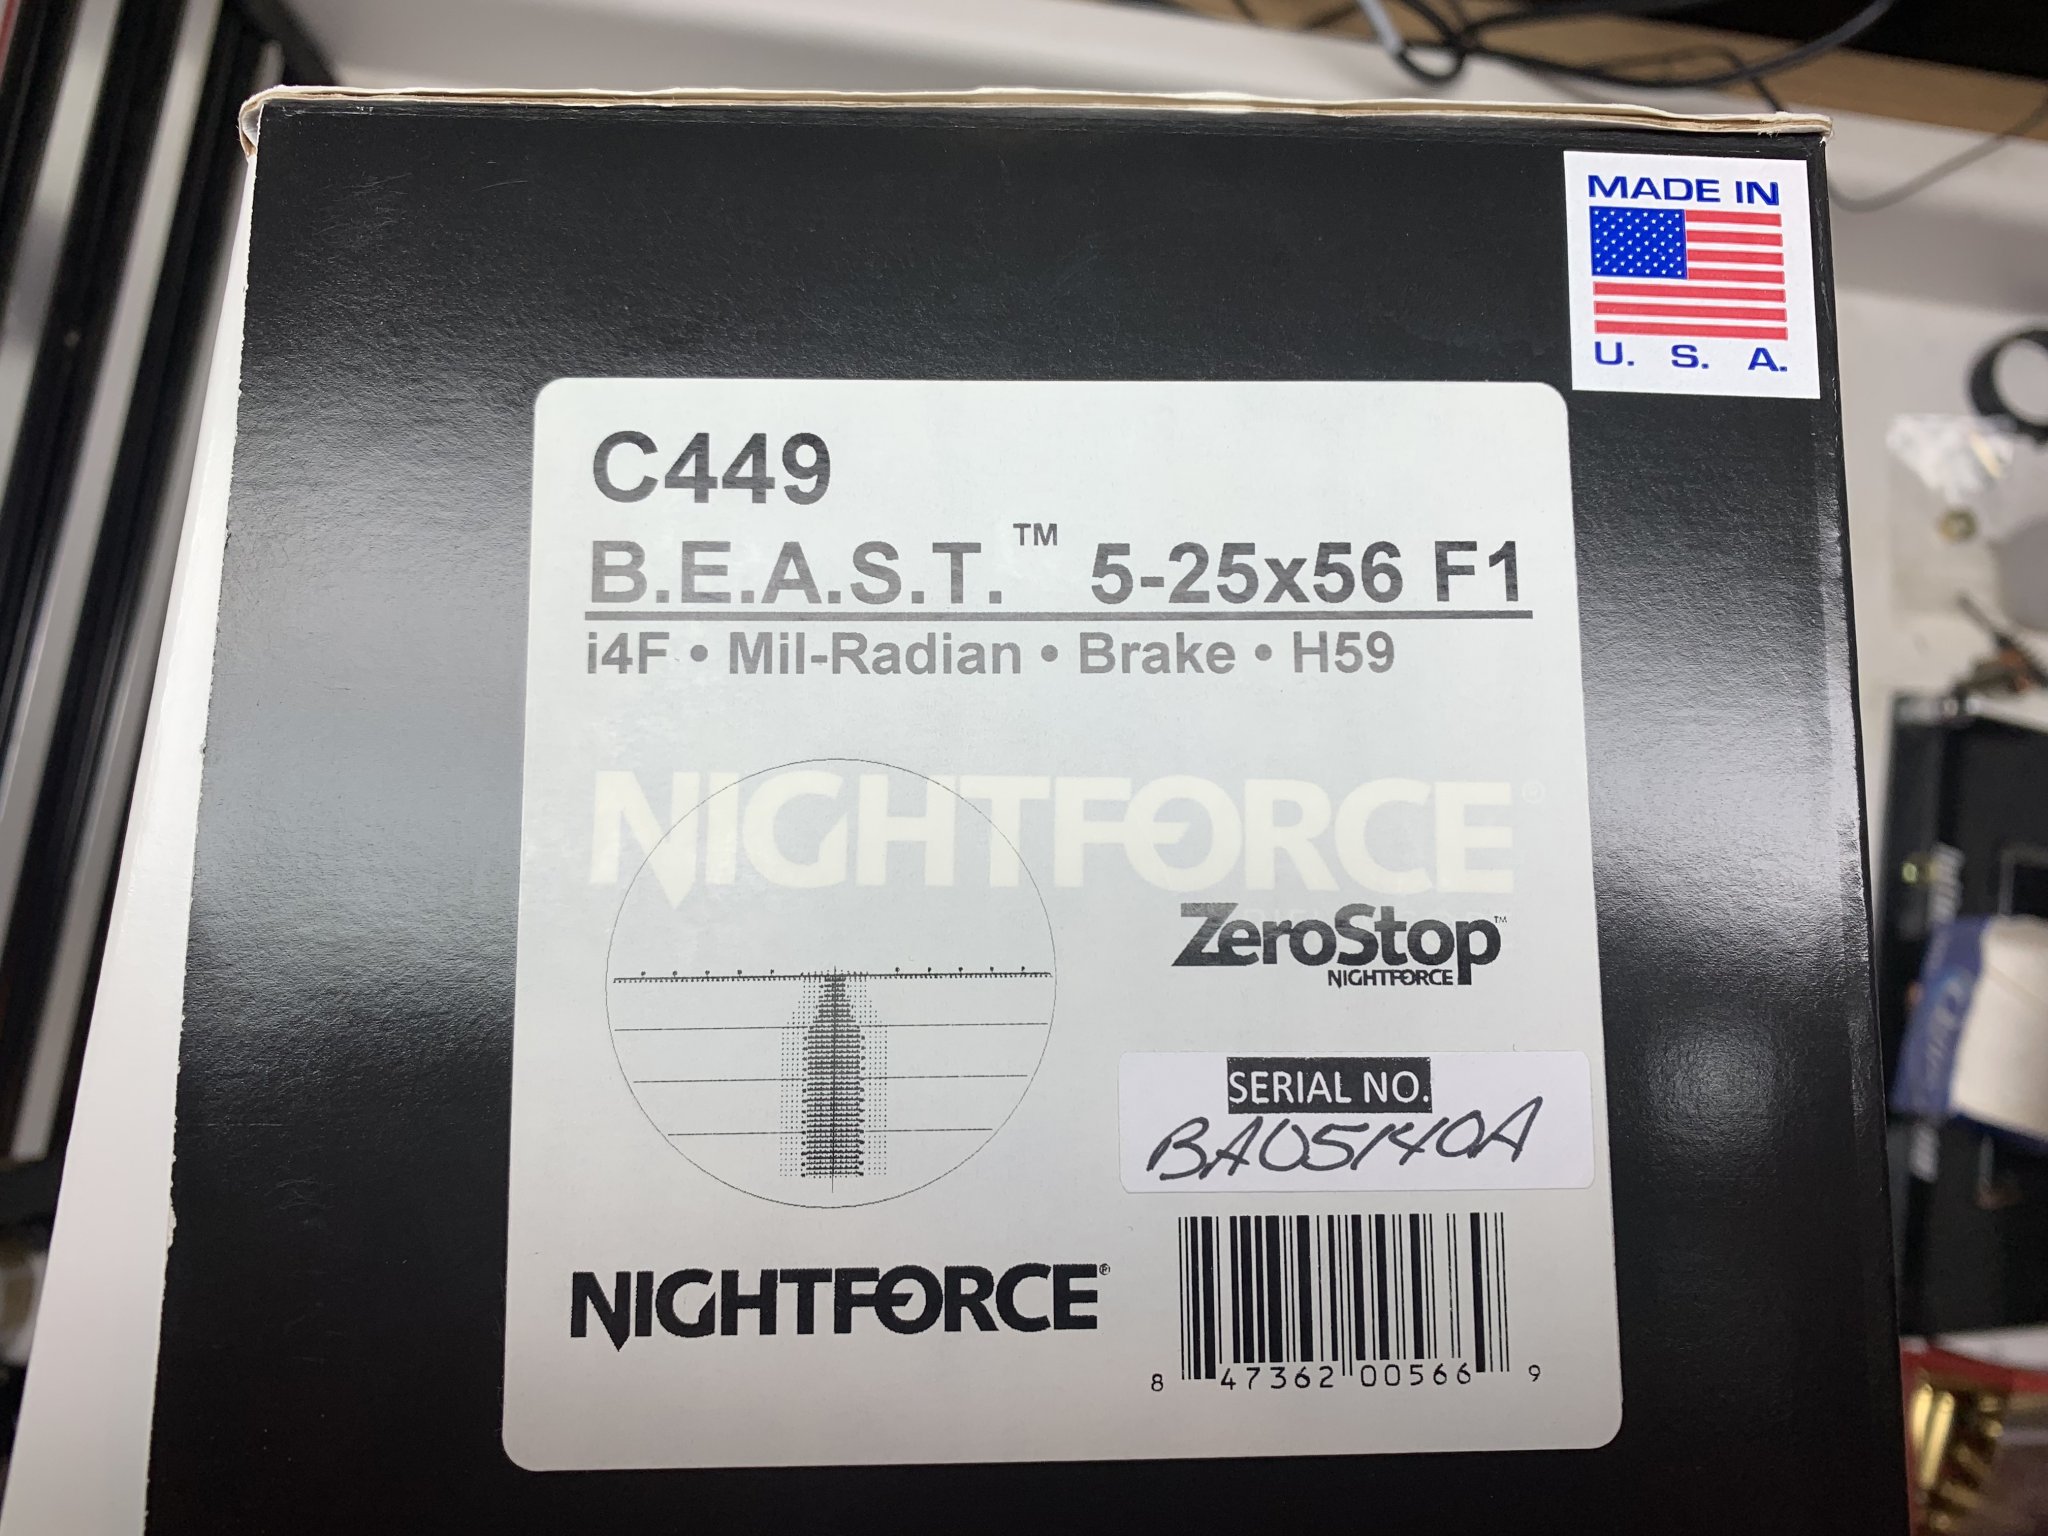 MADE IN
U. S. A.
C449
B.E.A.S.T.™ 5-25x56 F1
i4F • Mil-Radian • Brake • H59
NIGHTFORCE®
ZeroStop™
NIGHTFORCE
SERIAL NO.
BA05140A
NIGHTFORCE®
8 47362 00566 9